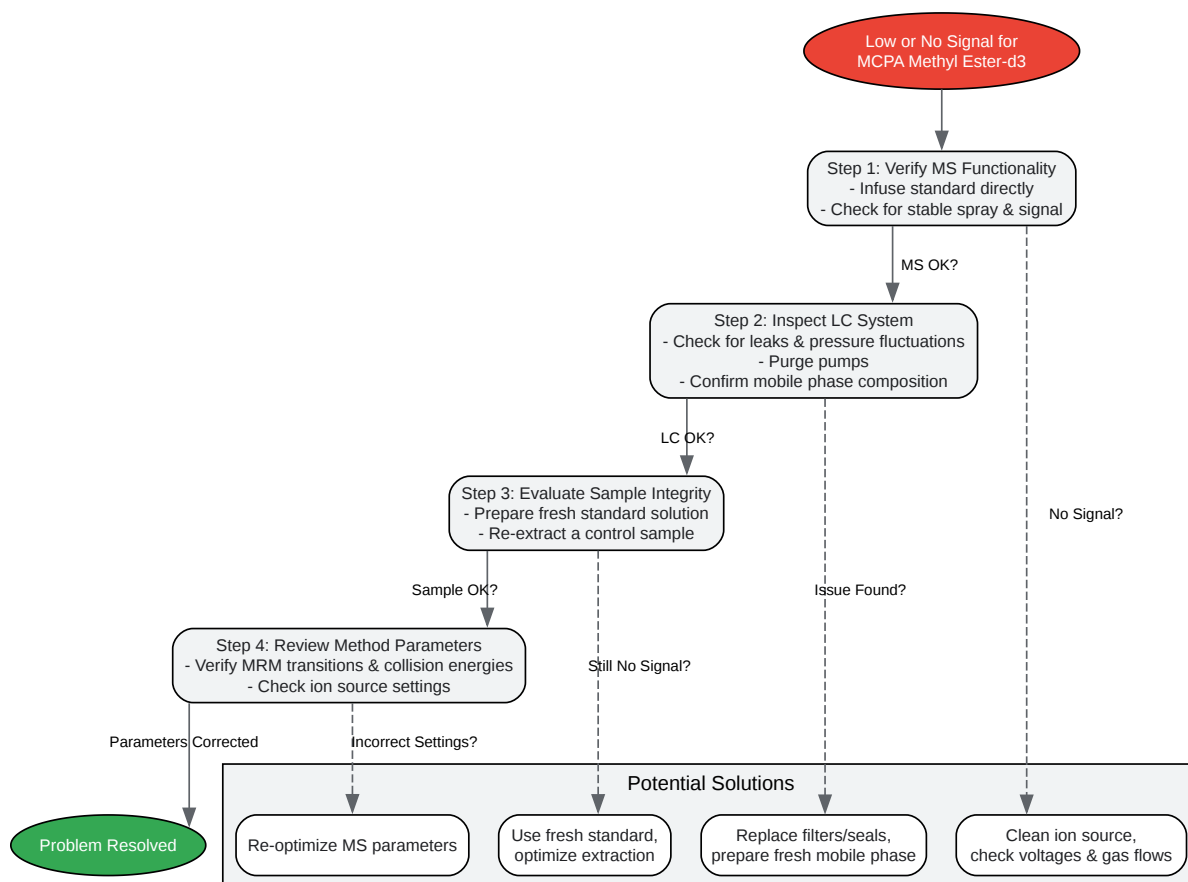 Low or No Signal for
MCPA Methyl Ester-d3
Step 1: Verify MS Functionality
- Infuse standard directly
- Check for stable spray & signal
MS OK?
Step 2: Inspect LC System
- Check for leaks & pressure fluctuations
- Purge pumps
- Confirm mobile phase composition
LC OK?
Step 3: Evaluate Sample Integrity
- Prepare fresh standard solution
- Re-extract a control sample
No Signal?
Sample OK?
Issue Found?
Step 4: Review Method Parameters
- Verify MRM transitions & collision energies
- Check ion source settings
Still No Signal?
Parameters Corrected
Incorrect Settings?
Potential Solutions
Problem Resolved
Re-optimize MS parameters
Use fresh standard,
optimize extraction
Replace filters/seals,
prepare fresh mobile phase
Clean ion source,
check voltages & gas flows